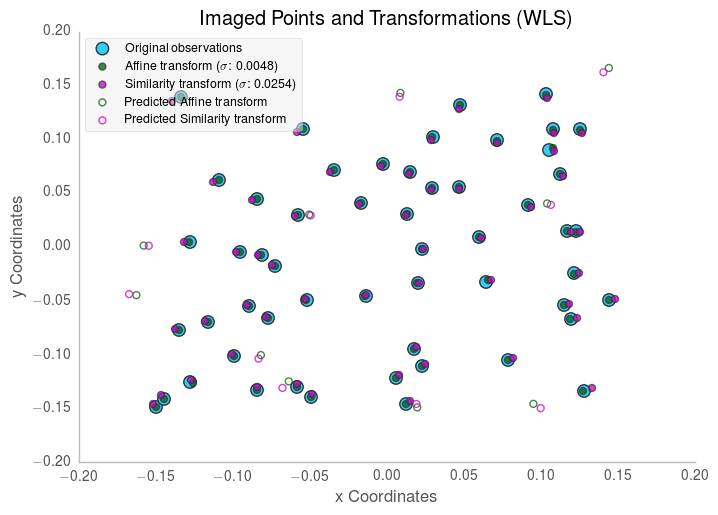 Imaged Points and Transformations (WLS)
Original observations
Affine transform (σ: 0.0048)
Similarity transform (σ: 0.0254)
Predicted Affine transform
Predicted Similarity transform
0.20
0.15
0.10
0.05
0.00
−0.05
−0.10
−0.15
−0.20
y Coordinates
−0.20 −0.15 −0.10 −0.05 0.00 0.05 0.10 0.15 0.20
x Coordinates